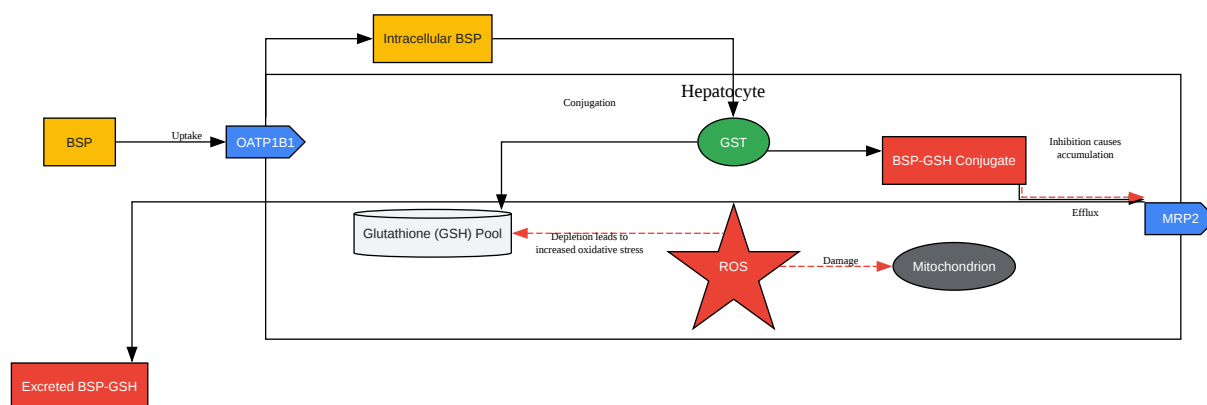 Intracellular BSP
Hepatocyte
Conjugation
BSP
Uptake
OATP1B1
GST
BSP-GSH Conjugate
Inhibition causes
accumulation
Efflux
MRP2
Glutathione (GSH) Pool
Depletion leads to
increased oxidative stress
ROS
Damage
Mitochondrion
Excreted BSP-GSH